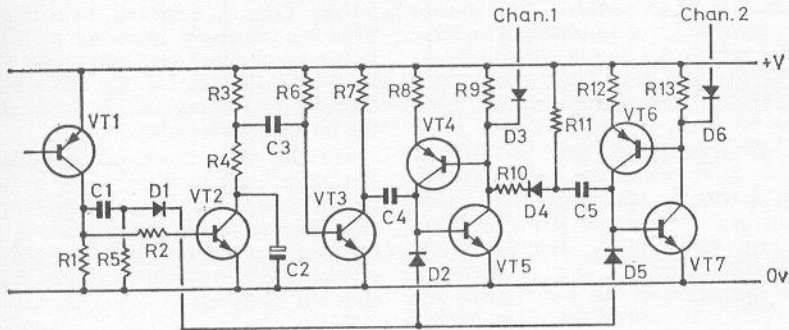 Chan.1 Chan.2
+V
R3 R6 R7 R8 R9 R12 R13
VT1 VT4 D3 R11 VT6 D6
C3
R4 R10
C1 D1 VT2 VT3 C4 D4 C5
R1 R5 R2 C2 D2 VT5 D5 VT7
0v